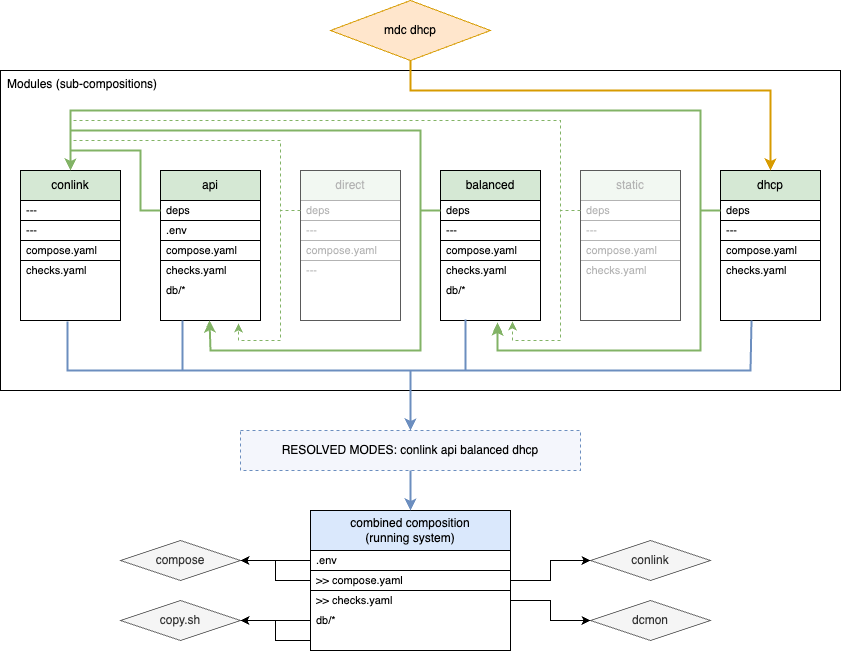 mdc dhcp
Modules (sub-compositions)
conlink
---
---
compose.yaml
checks.yaml
api
deps
.env
compose.yaml
checks.yaml
db/*
direct
deps
---
compose.yaml
---
balanced
deps
---
compose.yaml
checks.yaml
db/*
static
deps
---
compose.yaml
checks.yaml
dhcp
deps
---
compose.yaml
checks.yaml
RESOLVED MODES: conlink api balanced dhcp
combined composition
(running system)
.env
>> compose.yaml
>> checks.yaml
db/*
compose
copy.sh
conlink
dcmon